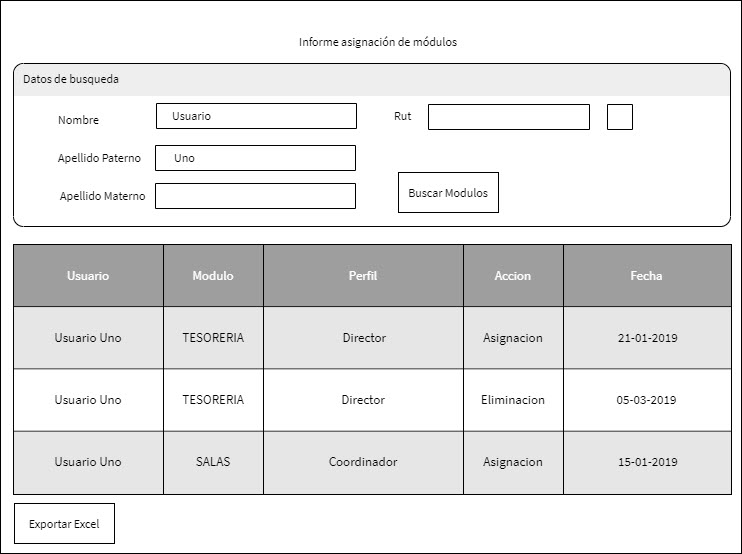 Informe asignación de módulos
Datos de busqueda
Nombre Usuario Rut
Apellido Paterno Uno
Apellido Materno Buscar Modulos
Usuario Modulo Perfil Accion Fecha
Usuario Uno TESORERIA Director Asignacion 21-01-2019
Usuario Uno TESORERIA Director Eliminacion 05-03-2019
Usuario Uno SALAS Coordinador Asignacion 15-01-2019
Exportar Excel